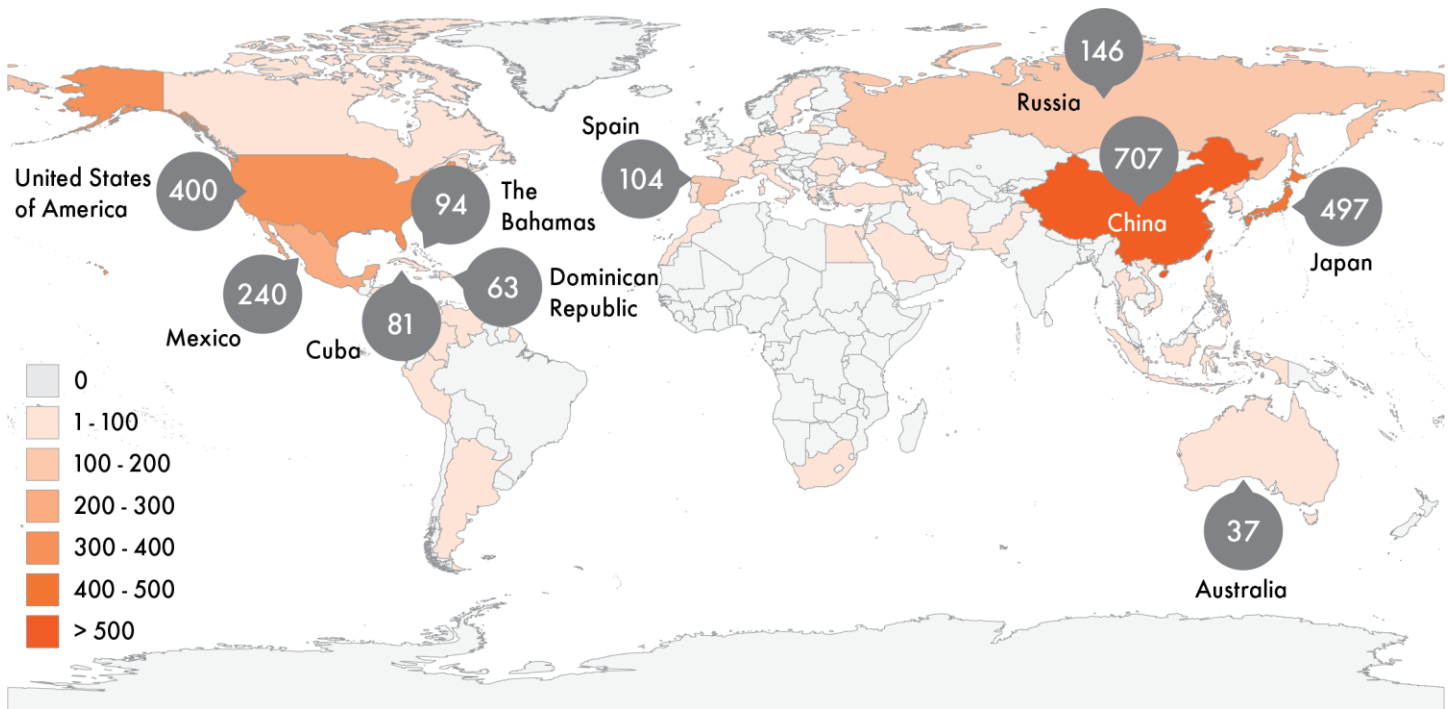 146
Russia
Spain
707
United States
of America
400
94
The
Bahamas
104
China
497
Japan
240
Mexico
81
Cuba
63
Dominican
Republic
0
1 - 100
100 - 200
200 - 300
300 - 400
400 - 500
> 500
37
Australia